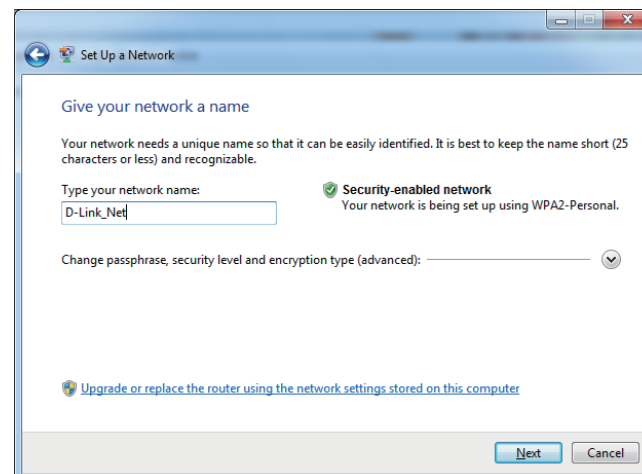 Set Up a Network
Give your network a name
Your network needs a unique name so that it can be easily identified. It is best to keep the name short (25
characters or less) and recognizable.
Type your network name:
D-Link_Net
Security-enabled network
Your network is being set up using WPA2-Personal.
Change passphrase, security level and encryption type (advanced):
Upgrade or replace the router using the network settings stored on this computer
Next Cancel